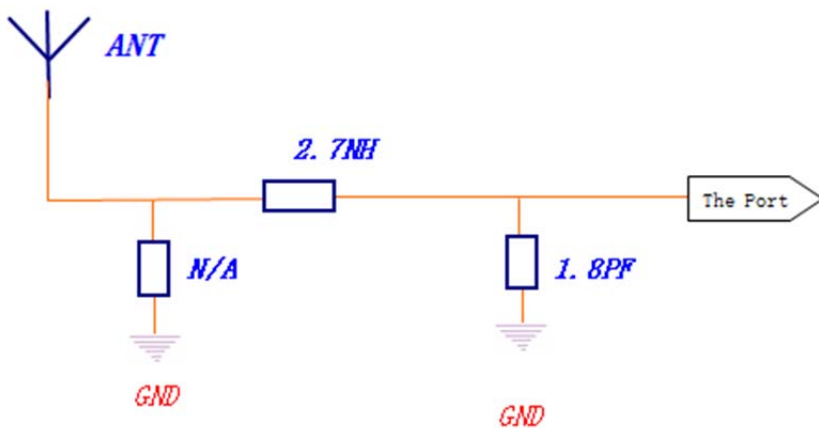 ANT
2. 7NH
The Port
N/A
1. 8PF
GND
GND